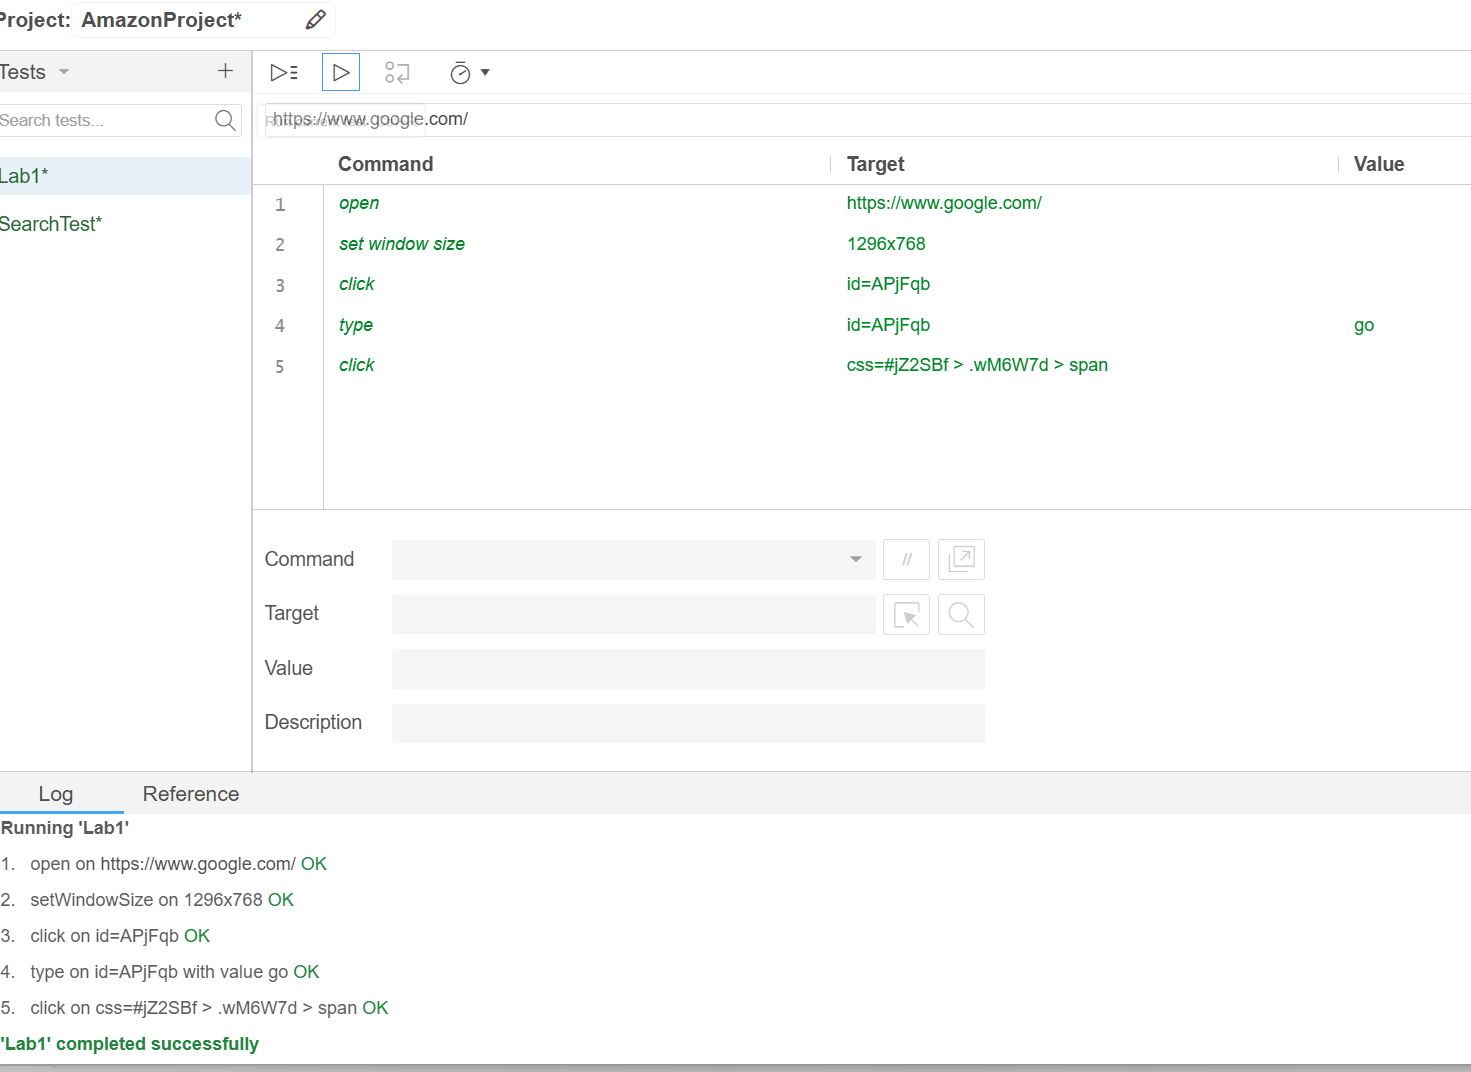 Project: AmazonProject*
Tests
Search tests...
https://www.google.com/
Lab1*
SearchTest*
Command Target Value
1 open https://www.google.com/
2 set window size 1296x768
3 click id=APjFqb
4 type id=APjFqb go
5 click css=#jZ2SBf > .wM6W7d > span
Command //
Target
Value
Description
Log Reference
Running 'Lab1'
1. open on https://www.google.com/ OK
2. setWindowSize on 1296x768 OK
3. click on id=APjFqb OK
4. type on id=APjFqb with value go OK
5. click on css=#jZ2SBf > .wM6W7d > span OK
'Lab1' completed successfully